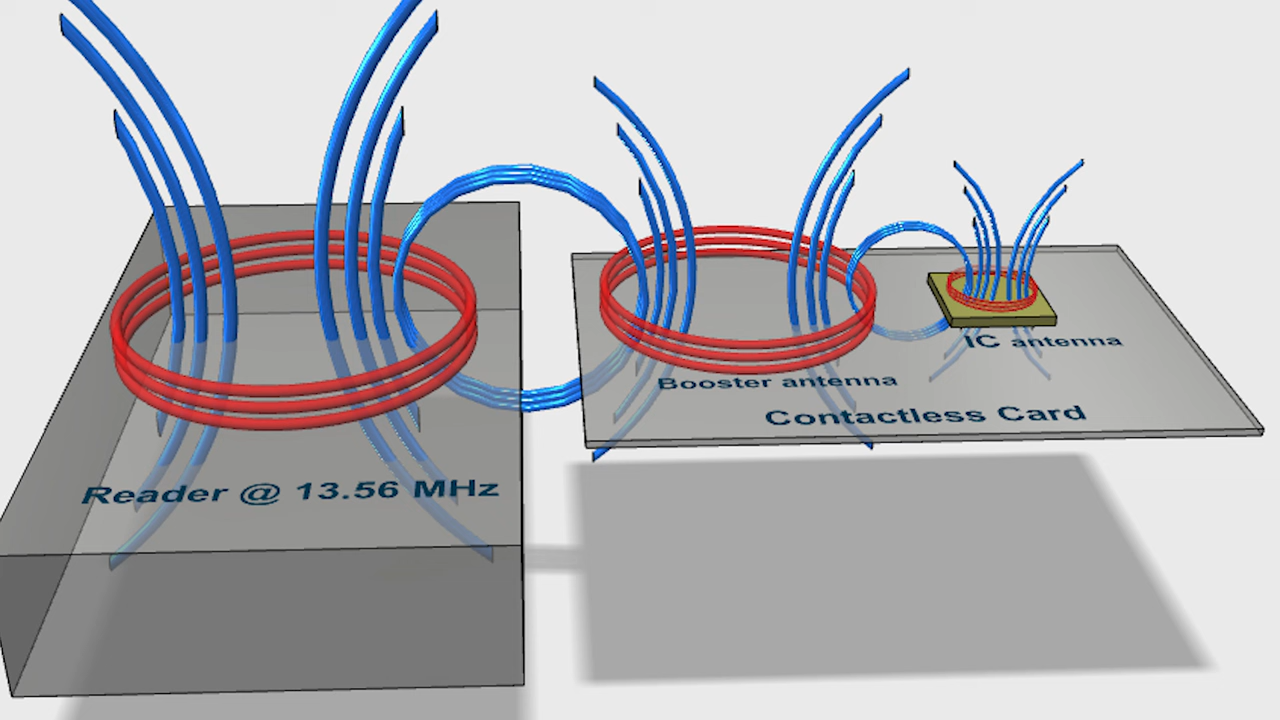 IC antenna
Booster antenna
Contactless Card
Reader @ 13.56 MHz